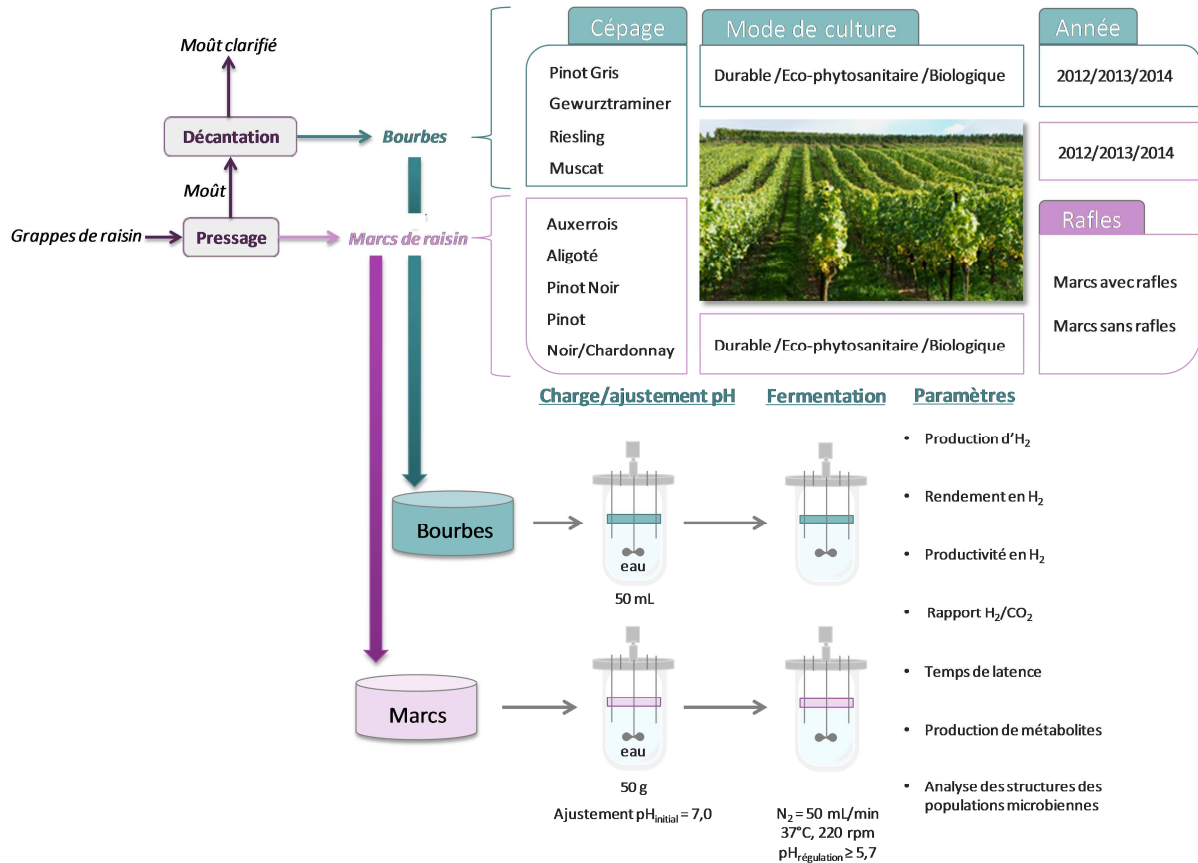 Moût clarifié
Décantation
Bourbes
Moût
Grappes de raisin
Pressage
Marcs de raisin
Cépage
Pinot Gris
Gewurztraminer
Riesling
Muscat
Auxerrois
Aligoté
Pinot Noir
Pinot
Noir/Chardonnay
Mode de culture
Durable /Eco-phytosanitaire /Biologique
Durable /Eco-phytosanitaire /Biologique
Année
2012/2013/2014
2012/2013/2014
Rafles
Marcs avec rafles
Marcs sans rafles
Charge/ajustement pH
Fermentation
Paramètres
Bourbes
eau
50 mL
Marcs
eau
50 g
Ajustement pHinitial = 7,0
N2 = 50 mL/min
37°C, 220 rpm
pHrégulation ≥ 5,7
• Production d'H2
• Rendement en H2
• Productivité en H2
• Rapport H2/CO2
• Temps de latence
• Production de métabolites
• Analyse des structures des
populations microbiennes